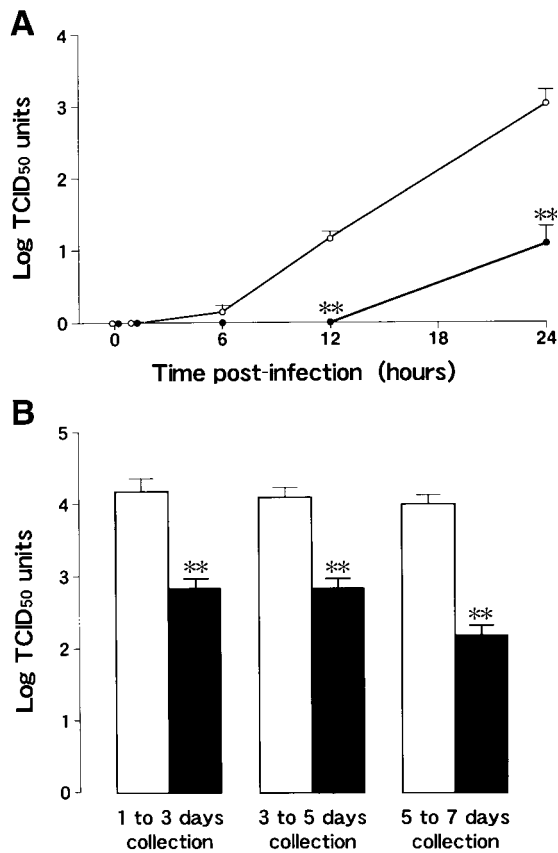 A
Log TCID50 units
4
3
2
1
0
0 6 12 18 24
**
**
Time post-infection (hours)
B
Log TCID50 units
5
4
3
2
1
0
**
**
**
1 to 3 days
collection
3 to 5 days
collection
5 to 7 days
collection